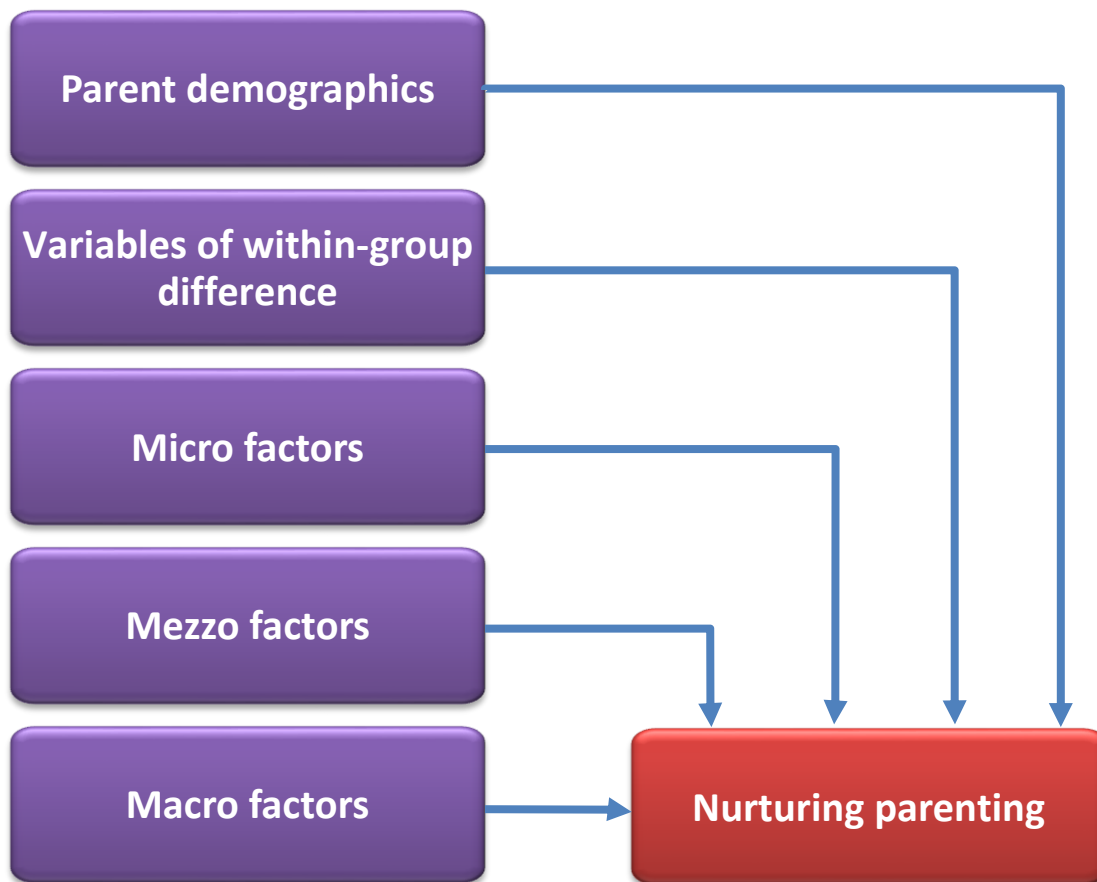 Parent demographics
Variables of within-group
difference
Micro factors
Mezzo factors
Macro factors
Nurturing parenting